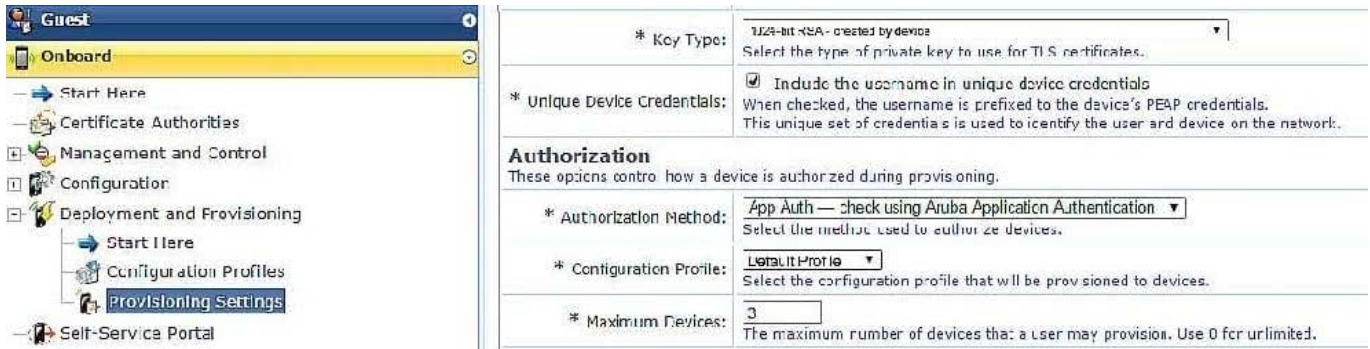 Guest
Onboard
Start Here
Certificate Authorities
Management and Control
Configuration
Deployment and Provisioning
Start Here
Configuration Profiles
Provisioning Settings
Self-Service Portal
* Key Type:
1024-bit RSA - created by device
Select the type of private key to use for TLS certificates.
* Unique Device Credentials:
Include the username in unique device credentials
When checked, the username is prefixed to the device's PEAP credentials.
This unique set of credentials is used to identify the user and device on the network.
Authorization
These options control how a device is authorized during provisioning.
* Authorization Method:
App Auth — check using Aruba Application Authentication
Select the method used to authorize devices.
* Configuration Profile:
Default Profile
Select the configuration profile that will be provisioned to devices.
* Maximum Devices:
3
The maximum number of devices that a user may provision. Use 0 for unlimited.